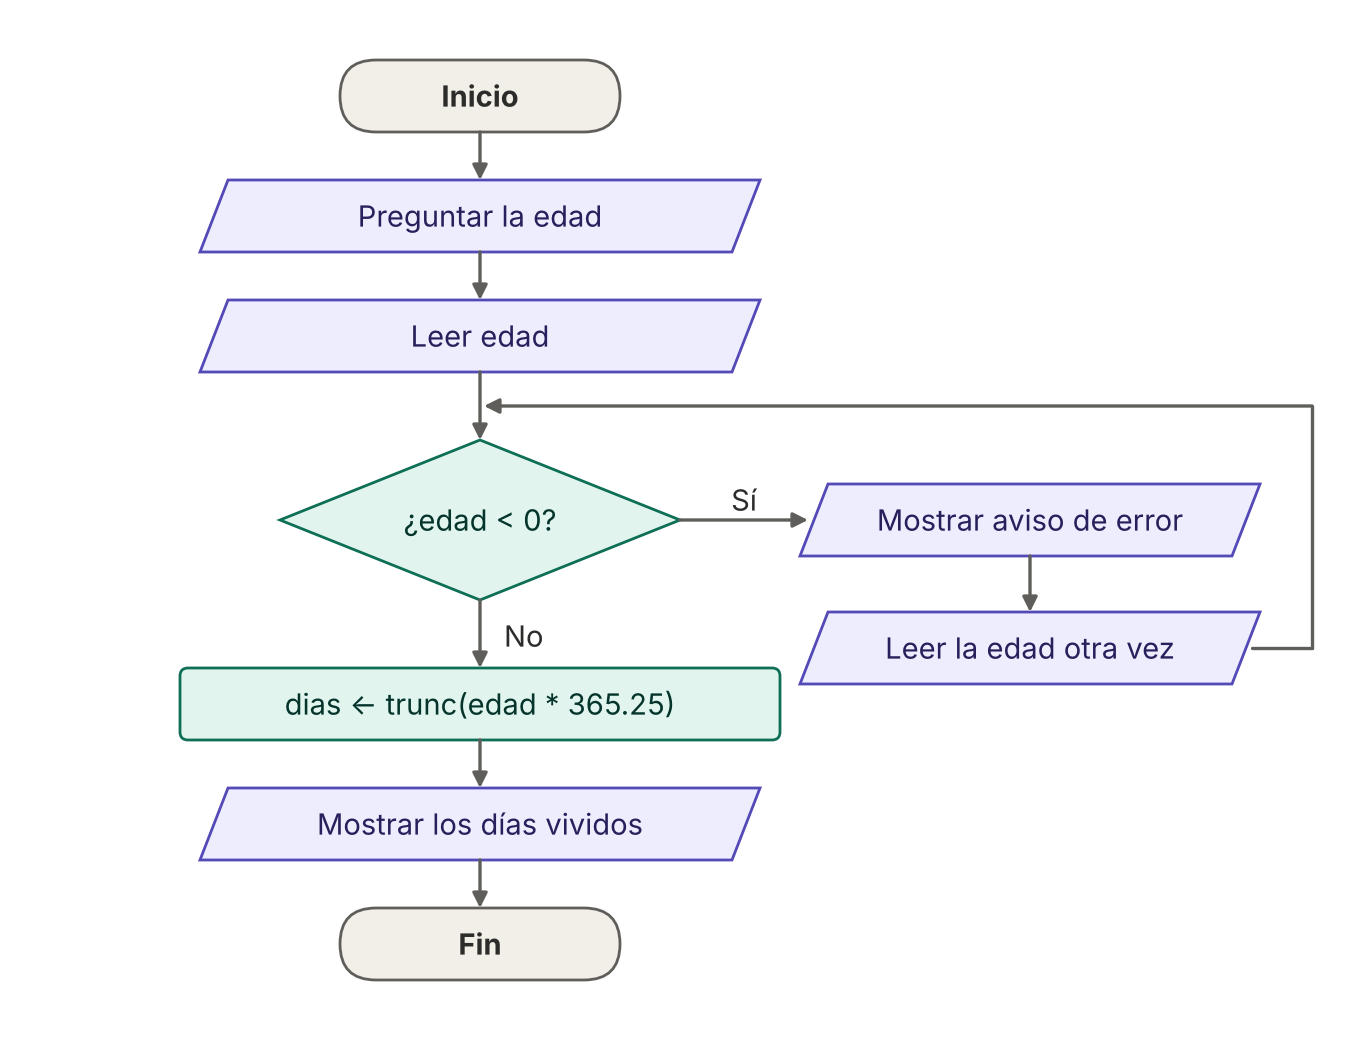 Inicio
Preguntar la edad
Leer edad
¿edad < 0?
Sí
Mostrar aviso de error
No
Leer la edad otra vez
dias ← trunc(edad * 365.25)
Mostrar los días vividos
Fin